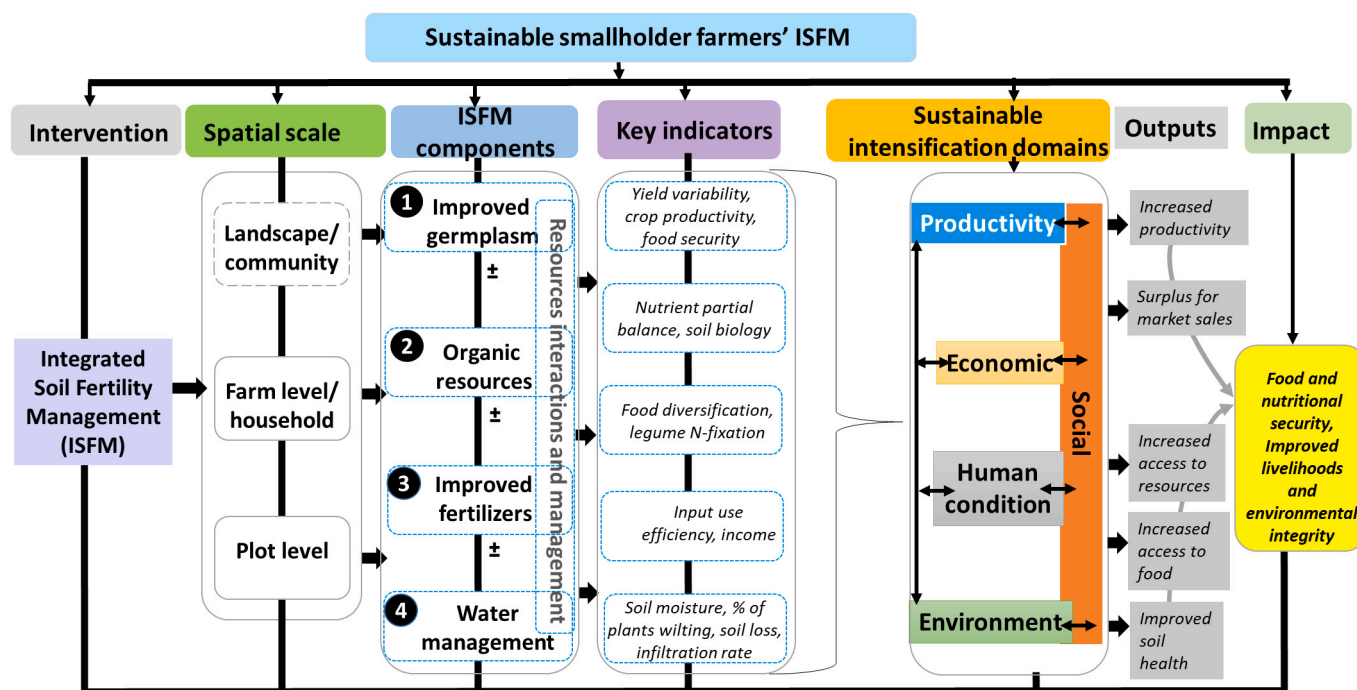 Sustainable smallholder farmers’ ISFM
Intervention
Spatial scale
ISFM
components
Key indicators
Sustainable
intensification domains
Outputs
Impact
Integrated
Soil Fertility
Management
(ISFM)
Landscape/
community
Farm level/
household
Plot level
1
Improved
germplasm
±
2
Organic
resources
±
3
Improved
fertilizers
±
4
Water
management
Resources interactions and management
Yield variability,
crop productivity,
food security
Nutrient partial
balance, soil biology
Food diversification,
legume N-fixation
Input use
efficiency, income
Soil moisture, % of
plants wilting, soil loss,
infiltration rate
Productivity
Economic
Human
condition
Environment
Social
Increased
productivity
Surplus for
market sales
Increased
access to
resources
Increased
access to
food
Improved
soil
health
Food and
nutritional
security,
Improved
livelihoods
and
environmental
integrity